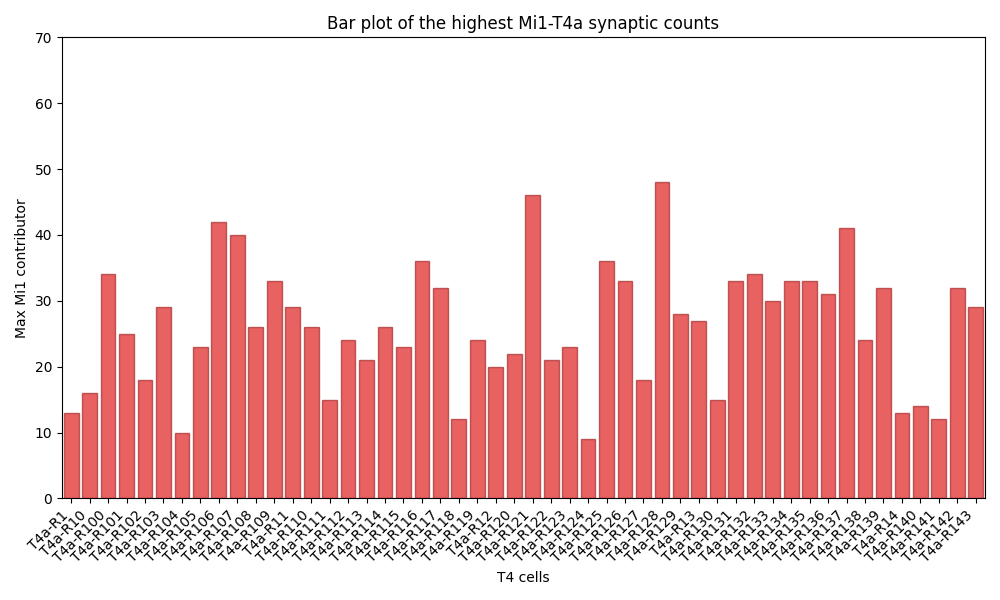 Bar plot of the highest Mi1-T4a synaptic counts
Max Mi1 contributor
70
60
50
40
30
20
10
0
T4a-R1
T4a-R10
T4a-R100
T4a-R101
T4a-R102
T4a-R103
T4a-R104
T4a-R105
T4a-R106
T4a-R107
T4a-R108
T4a-R109
T4a-R11
T4a-R110
T4a-R111
T4a-R112
T4a-R113
T4a-R114
T4a-R115
T4a-R116
T4a-R117
T4a-R118
T4a-R119
T4a-R12
T4a-R120
T4a-R121
T4a-R122
T4a-R123
T4a-R124
T4a-R125
T4a-R126
T4a-R127
T4a-R128
T4a-R129
T4a-R13
T4a-R130
T4a-R131
T4a-R132
T4a-R133
T4a-R134
T4a-R135
T4a-R136
T4a-R137
T4a-R138
T4a-R139
T4a-R14
T4a-R140
T4a-R141
T4a-R142
T4a-R143
T4 cells